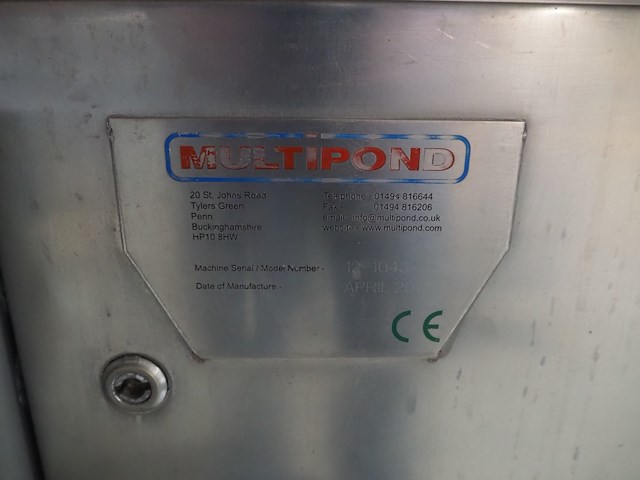 MULTIPOND
20 St. Johns Road
Tylers Green
Penn
Buckinghamshire
HP10 8HW
Telephone : 01494 816644
Fax : 01494 816206
email : info@multipond.co.uk
website : www.multipond.com
Machine Serial / Model Number -
Date of Manufacture - APRIL
CE